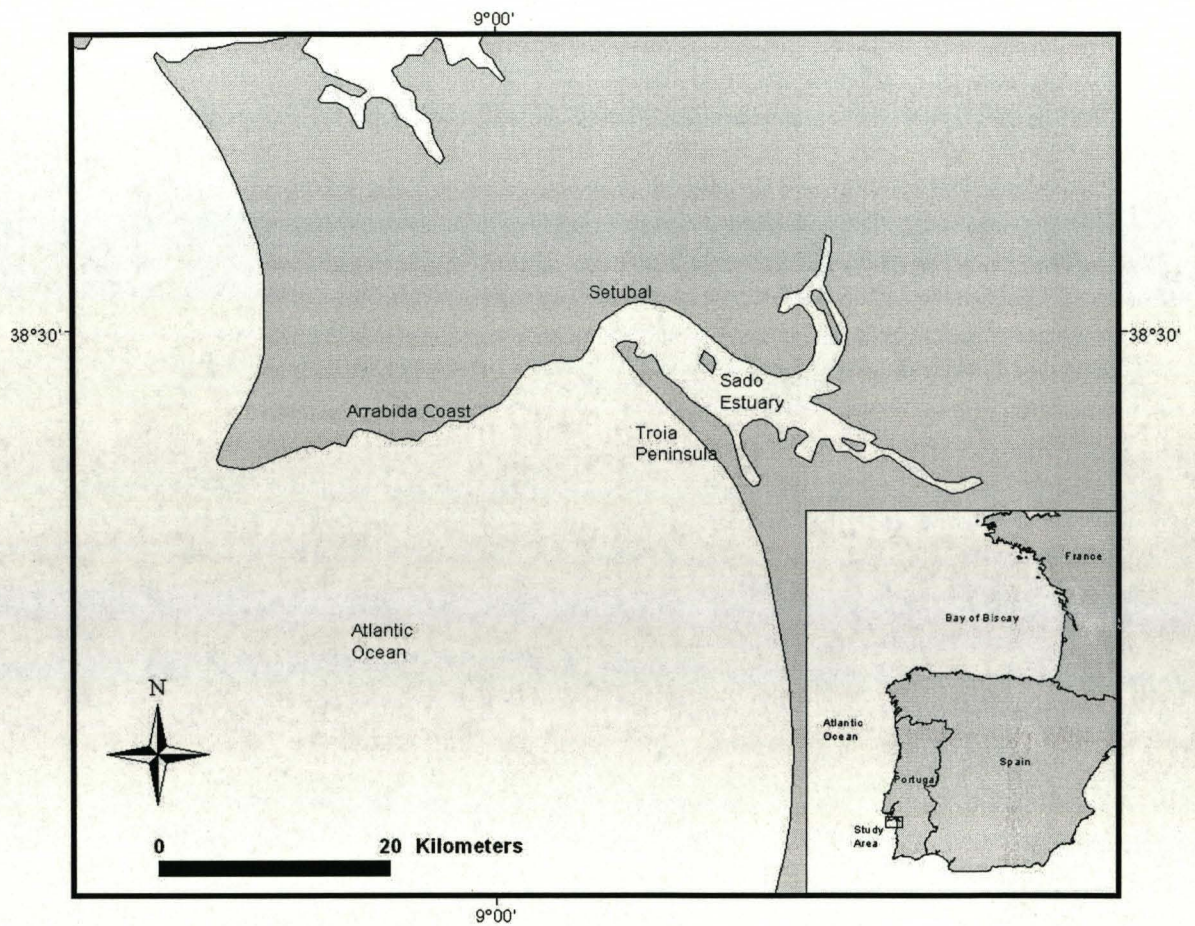 9°00'
Setubal
38°30'
38°30'
Sado
Estuary
Arrabida Coast
Troia
Peninsula
France
Bay of Biscay
Atlantic
Ocean
N
Atlantic
Ocean
Spain
Portugal
Study
Area
0 20 Kilometers
9°00'